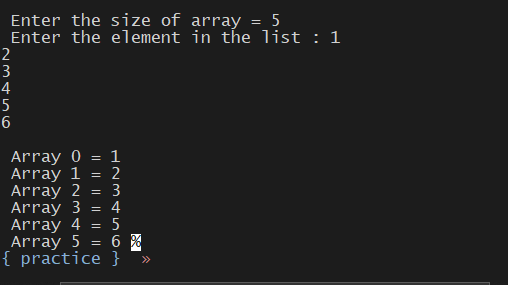 Enter the size of array = 5
Enter the element in the list : 1
2
3
4
5
6
Array 0 = 1
Array 1 = 2
Array 2 = 3
Array 3 = 4
Array 4 = 5
Array 5 = 6 %
{ practice } »